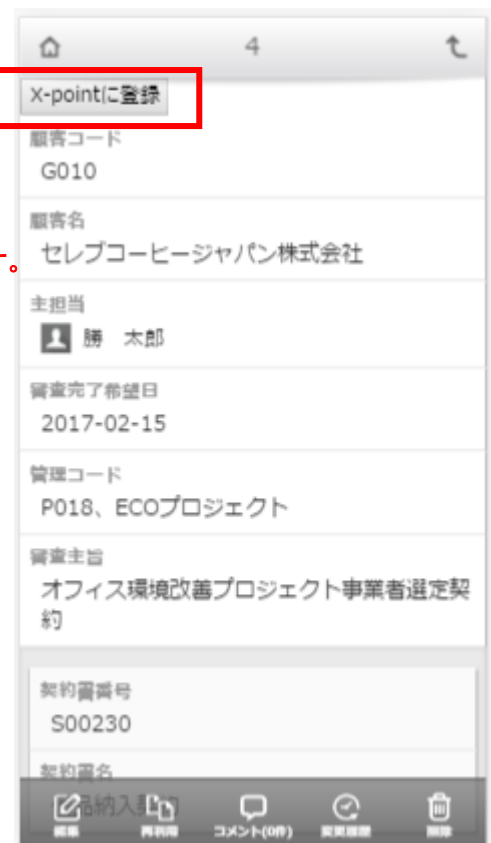 4
X-pointに登録
顧客コード
G010
顧客名
セレブコーヒージャパン株式会社
。
主担当
勝　太郎
審査完了希望日
2017-02-15
管理コード
P018、ECOプロジェクト
審査主旨
オフィス環境改善プロジェクト事業者選定契
約
契約書番号
S00230
契約書名
品納入契約
編集
再利用
コメント(0件)
変更履歴
削除